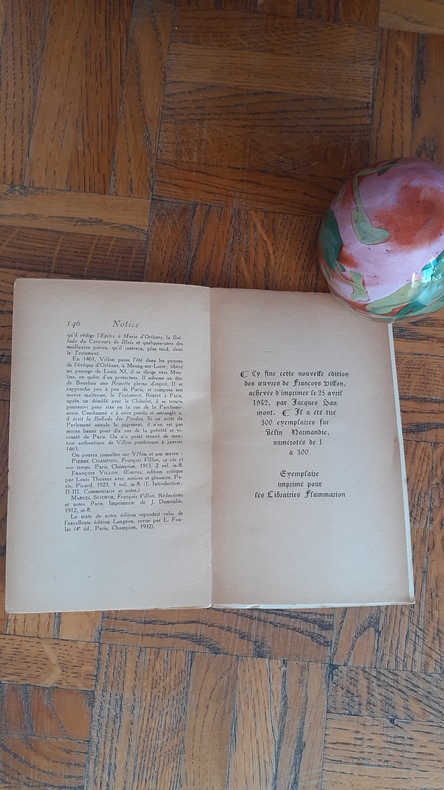 146 Notice
qu'il rédige l'Epître à Marie d'Orléans, la Bal-
lade du Concours de Blois et quelques-unes des
meilleures pièces, qu'il insérera, plus tard, dans
le Testament.
En 1461, Villon passe l'été dans les prisons
de l'évêque d'Orléans, à Meung-sur-Loire; libéré
au passage de Louis XI, il se dirige vers Mou-
lins, en quête d'un protecteur. Il adresse au duc
de Bourbon une Requête pleine d'esprit. Il se
rapproche peu à peu de Paris, et compose son
œuvre maîtresse, le Testament. Rentré à Paris,
après un démêlé avec le Châtelet, il se trouve
dans une rixe en la rue de la Parchemi-
nerie. Condamné à être pendu et étranglé,
il écrit la Ballade des Pendus. Si un arrêt du
Parlement annule le jugement, il n'en est pas
moins banni pour dix ans de la prévôté et vi-
comté de Paris. On n'a point trouvé de men-
tion authentique de Villon postérieure à janvier
1463.
On pourra consulter sur Villon et son œuvre :
PIERRE CHAMPION, François Villon, sa vie et
son temps. Paris, Champion, 1913, 2 vol. in-8.
FRANÇOIS VILLON, Œuvres, édition critique
par Louis Thuasne avec notices et glossaire. Pa-
ris, Picard, 1923, 3 vol. in-8. (I. Introduction;
II-III. Commentaires et notes.)
MARCEL SCHWOB, François Villon. Rédactions
et notes, Paris, Imprimerie de J. Dumoulin,
1912, in-8.
Le texte de notre édition reproduit celui de
l'excellente édition Longnon, revue par L. Fou-
let (4e éd., Paris, Champion, 1932).
Cy fine cette nouvelle édition
des œuvres de Françoys Villon,
achevée d'imprimer le 25 avril
1942, par Jacques Hau
mont. Il a été tiré
300 exemplaires sur
Normandie,
numérotés de 1
à 300
Exemplaire
imprimé pour
les Librairies Flammarion